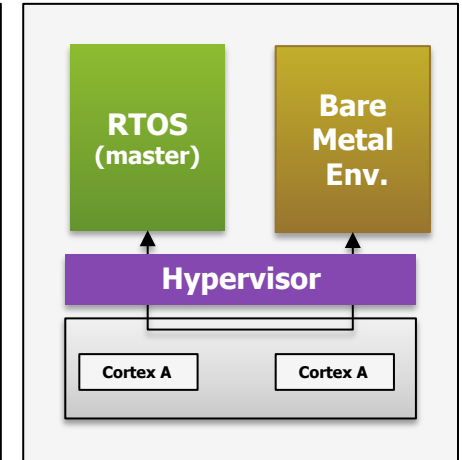 RTOS
(master)
Bare
Metal
Env.
Hypervisor
Cortex A
Cortex A